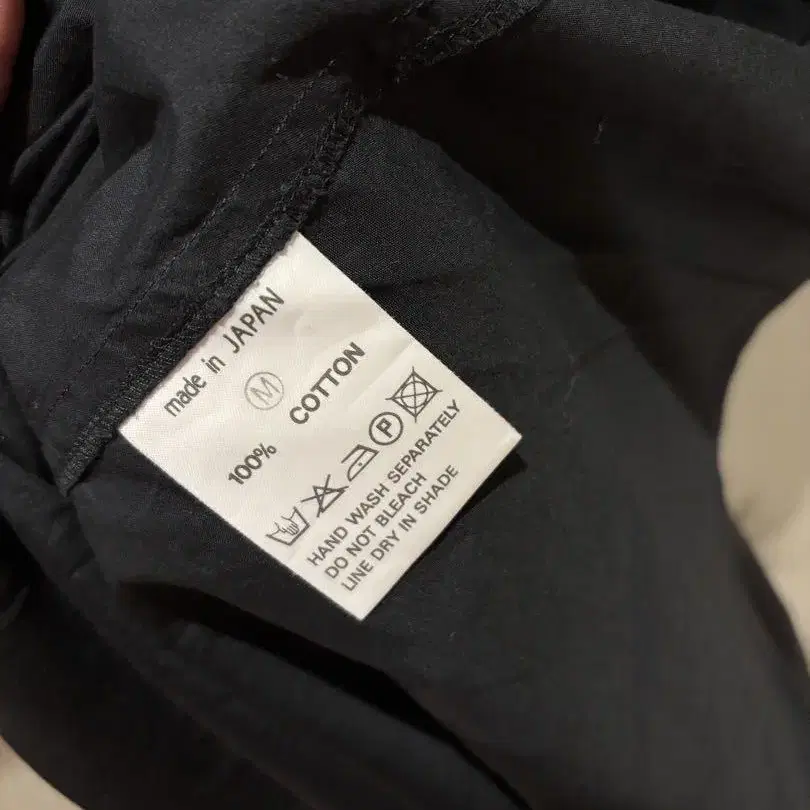 made in JAPAN
M
100% COTTON
P
HAND WASH SEPARATELY
DO NOT BLEACH
LINE DRY IN SHADE